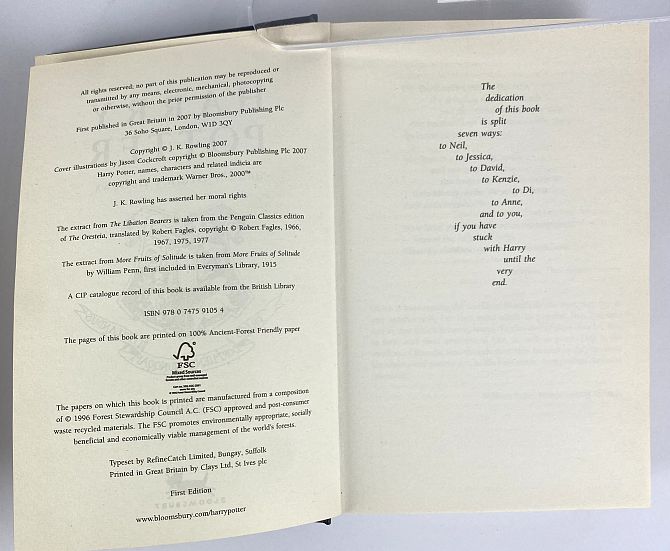 All rights reserved; no part of this publication may be reproduced or
transmitted by any means, electronic, mechanical, photocopying
or otherwise, without the prior permission of the publisher
First published in Great Britain in 2007 by Bloomsbury Publishing Plc
36 Soho Square, London, W1D 3QY
Copyright © J. K. Rowling 2007
Cover illustrations by Jason Cockcroft copyright © Bloomsbury Publishing Plc 2007
Harry Potter, names, characters and related indicia are
copyright and trademark Warner Bros., 2000™
J. K. Rowling has asserted her moral rights
The extract from The Libation Bearers is taken from the Penguin Classics edition
of The Oresteia, translated by Robert Fagles, copyright © Robert Fagles, 1966,
1967, 1975, 1977
The extract from More Fruits of Solitude is taken from More Fruits of Solitude
by William Penn, first included in Everyman's Library, 1915
A CIP catalogue record of this book is available from the British Library
ISBN 978 0 7475 9105 4
The pages of this book are printed on 100% Ancient-Forest Friendly paper
FSC
Mixed Sources
The papers on which this book is printed are manufactured from a composition
of © 1996 Forest Stewardship Council A.C. (FSC) approved and post-consumer
waste recycled materials. The FSC promotes environmentally appropriate, socially
beneficial and economically viable management of the world's forests.
Typeset by RefineCatch Limited, Bungay, Suffolk
Printed in Great Britain by Clays Ltd, St Ives plc
First Edition
www.bloomsbury.com/harrypotter
The
dedication
of this book
is split
seven ways:
to Neil,
to Jessica,
to David,
to Kenzie,
to Di,
to Anne,
and to you,
if you have
stuck
with Harry
until the
very
end.